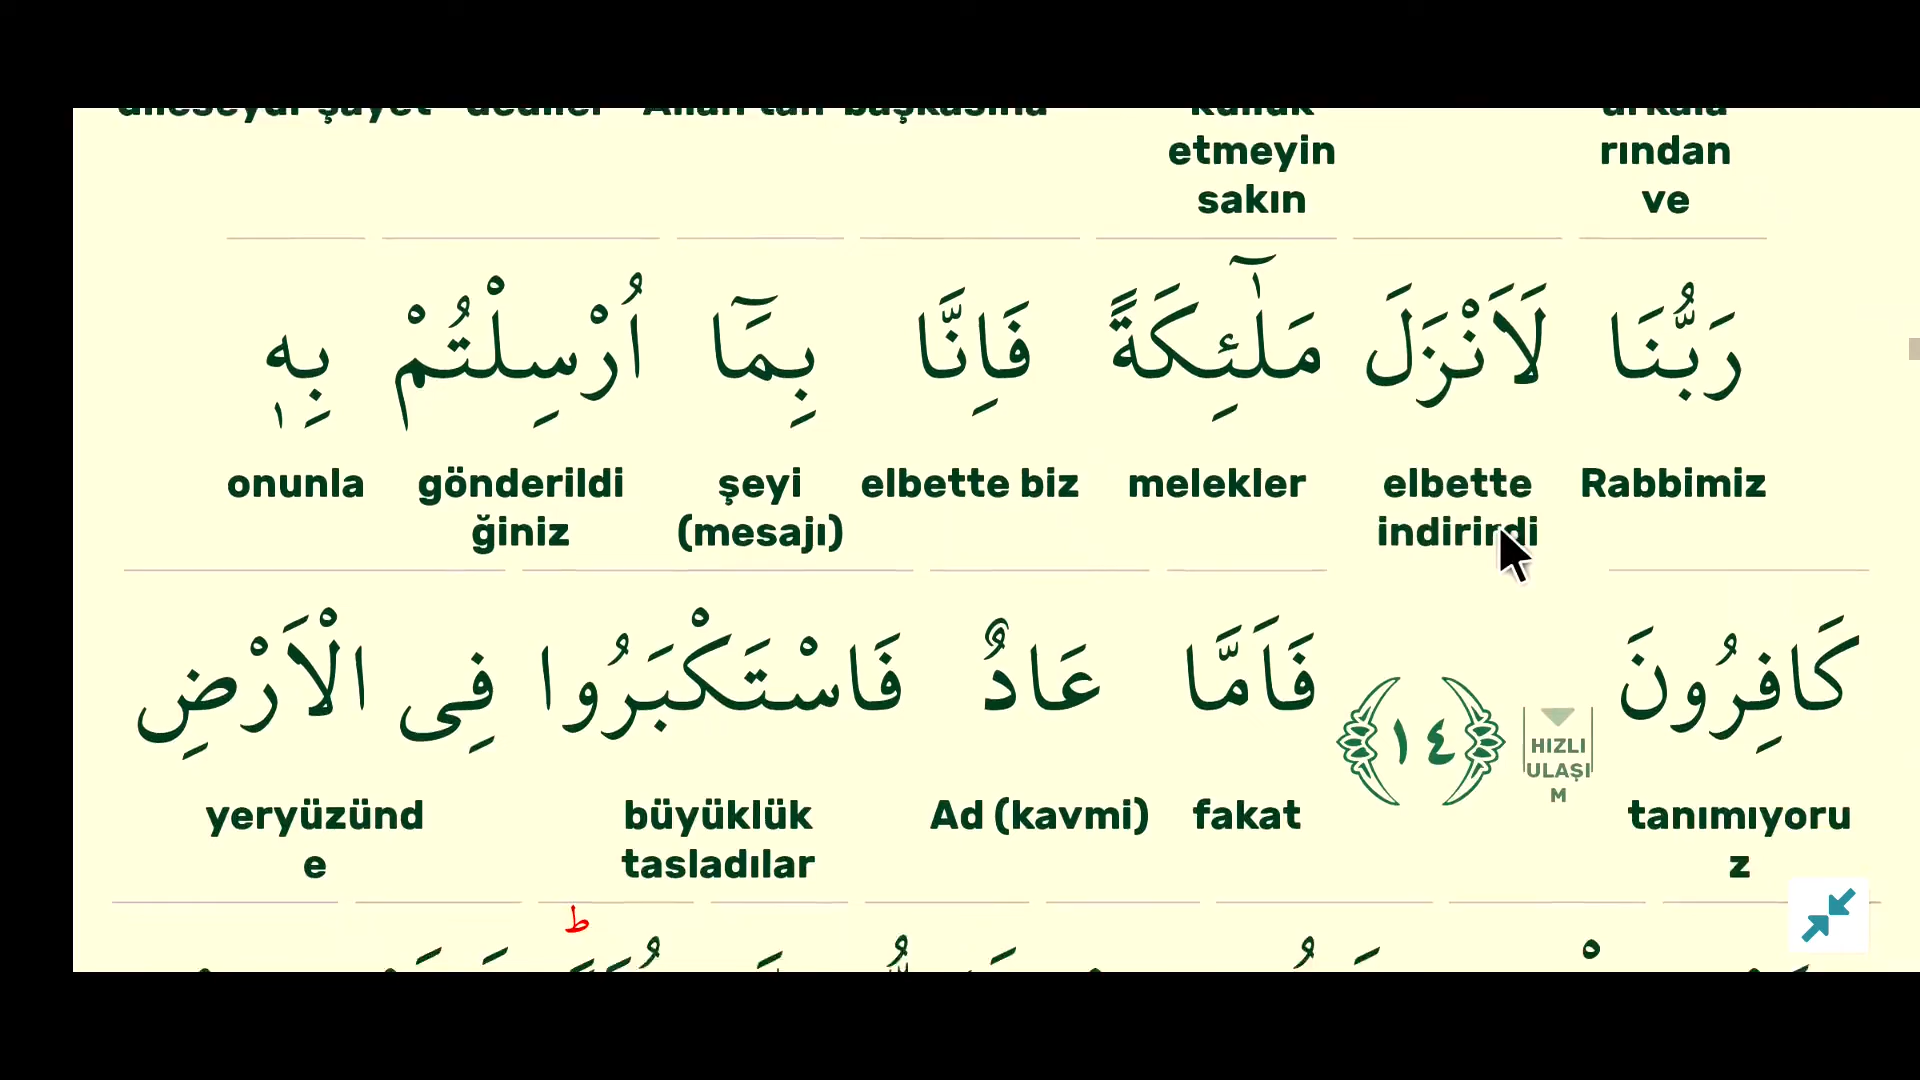 etmeyin rından
sakın ve
رَبُّنَا لَاَنْزَلَ مَلٰٓئِكَةً فَاِنَّا بِمَٓا اُرْسِلْتُمْ بِهٖ
Rabbimiz elbette melekler elbette biz şeyi gönderildi onunla
indirirdi (mesajı) ğiniz
كَافِرُونَ ﴿١٤﴾ فَاَمَّا عَادٌ فَاسْتَكْبَرُوا فِى الْاَرْضِ
HIZLI
ULAŞI
M
tanımıyoru fakat Ad (kavmi) büyüklük yeryüzünd
z tasladılar e
ط